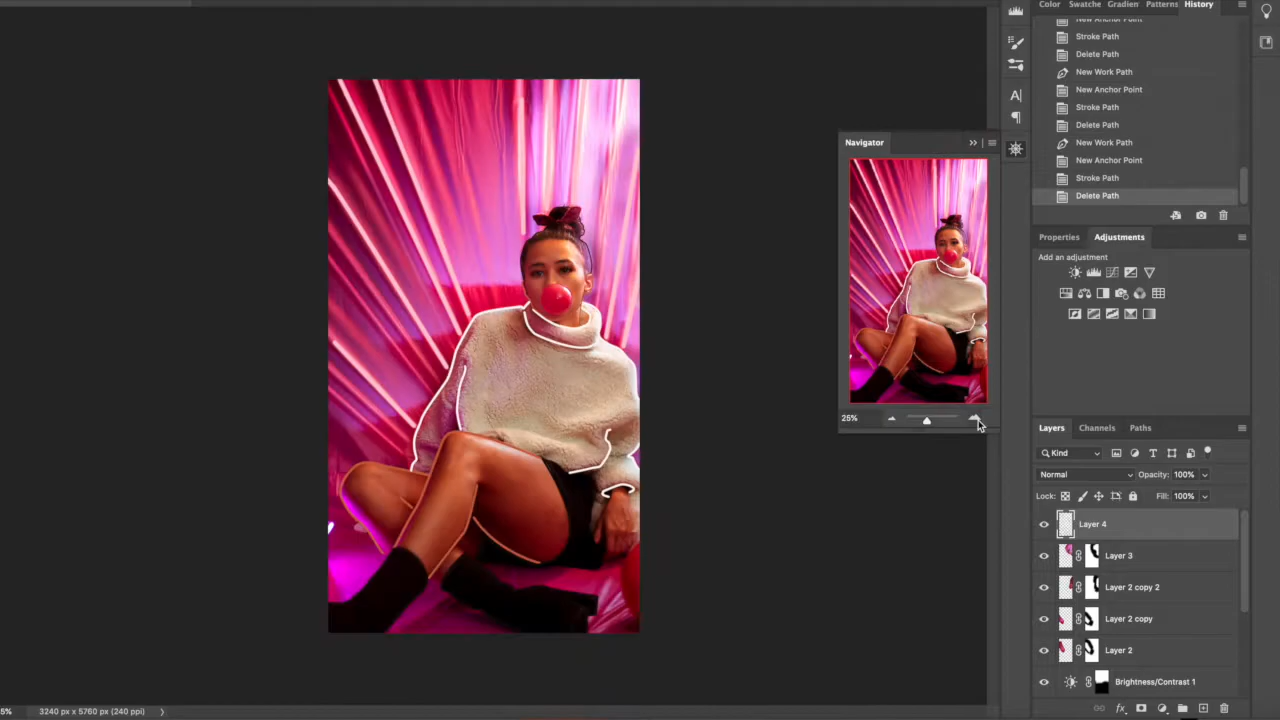 Color Swatche Gradien Patterns History
New Anchor Point
Stroke Path
Delete Path
New Work Path
New Anchor Point
Stroke Path
Delete Path
New Work Path
New Anchor Point
Stroke Path
Delete Path
Navigator
25%
Properties Adjustments
Add an adjustment
Layers Channels Paths
Kind
Normal Opacity: 100%
Lock: Fill: 100%
Layer 4
Layer 3
Layer 2 copy 2
Layer 2 copy
Layer 2
Brightness/Contrast 1
5% 3240 px x 5760 px (240 ppi)